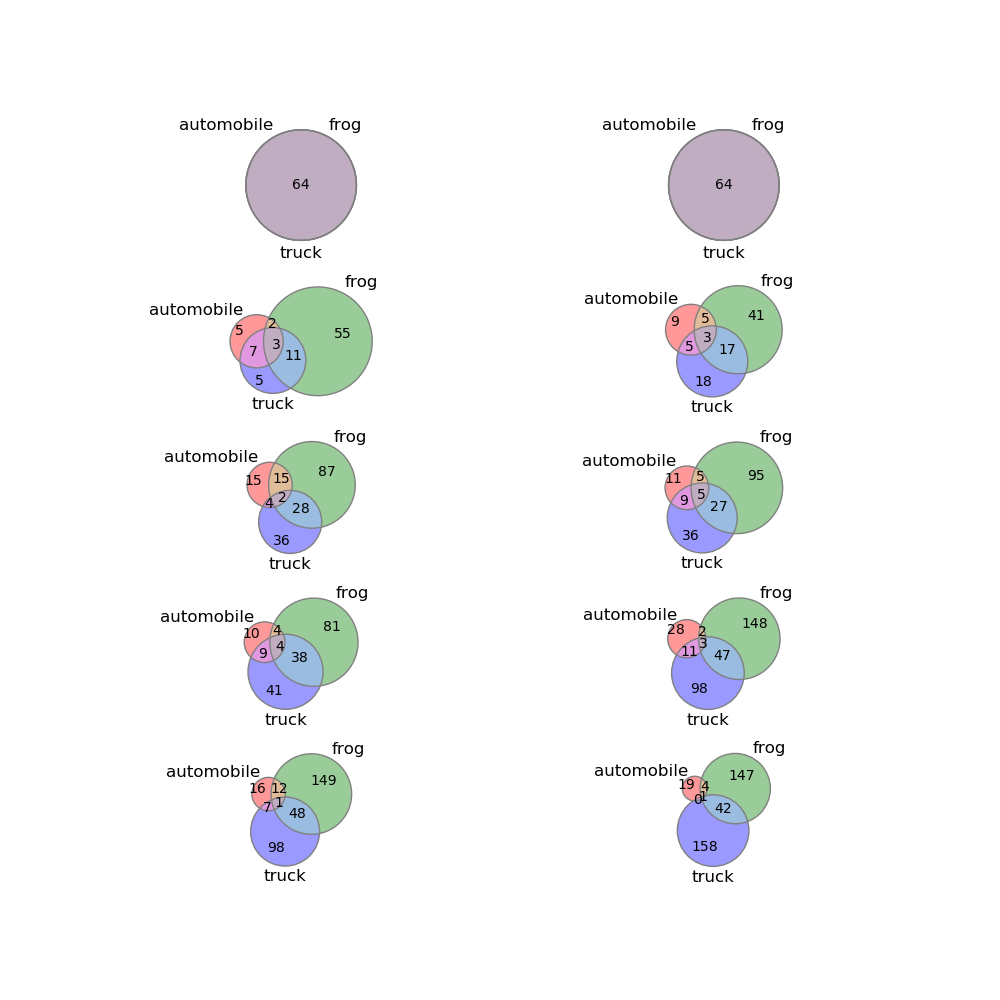 automobile frog automobile frog
64 64
truck truck
frog frog
automobile automobile
5 2 55 9 5 41
7 3 11 5 3 17
5 18
truck truck
frog frog
automobile automobile
15 15 87 11 5 95
4 2 28 9 5 27
36 36
truck truck
frog frog
automobile automobile
10 4 81 28 2 148
9 4 38 11 3 47
41 98
truck truck
frog frog
automobile automobile
16 12 149 19 4 147
7 1 48 0 1 42
98 158
truck truck